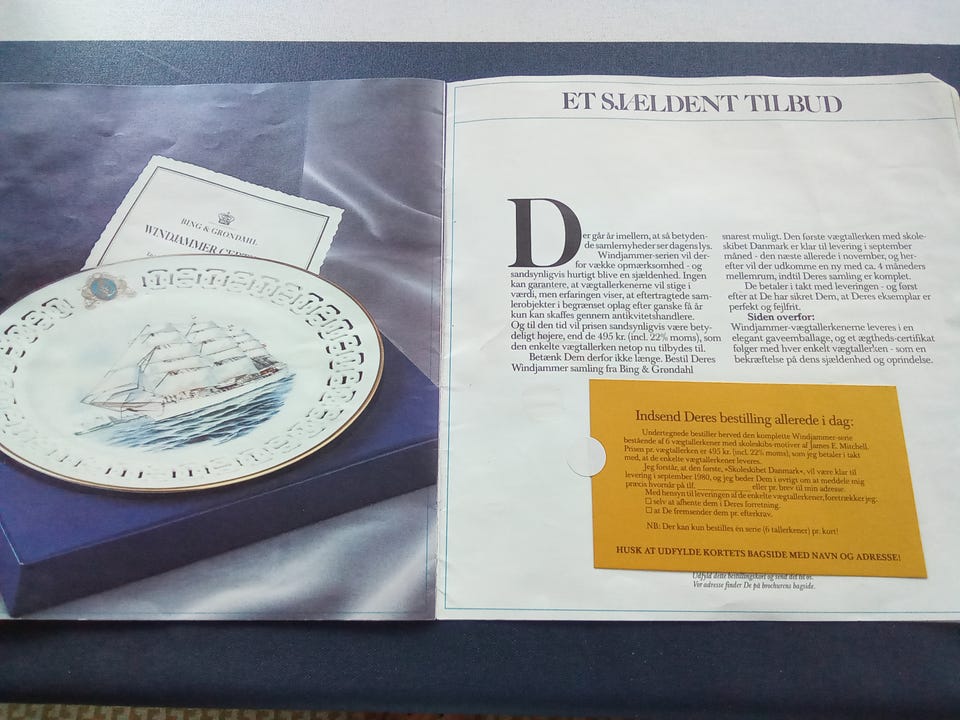 BING & GRØNDAHL
WINDJAMMER
ET SJÆLDENT TILBUD
Der går år imellem, at så betyden-
de samlernyheder ser dagens lys.
Windjammer-serien vil der-
for vække opmærksomhed - og
sandsynligvis hurtigt blive en sjældenhed. Ingen
kan garantere, at vægtallerkenerne vil stige i
værdi, men erfaringen viser, at eftertragtede sam-
lerobjekter i begrænset oplag efter ganske få år
kun kan skaffes gennem antikvitetshandlere.
Og til den tid vil prisen sandsynligvis være bety-
deligt højere, end de 495 kr. (incl. 22% moms), som
den enkelte vægtallerken netop nu tilbydes til.
Betænk Dem derfor ikke længe. Bestil Deres
Windjammer samling fra Bing & Grøndahl
snarest muligt. Den første vægtallerken med skole-
skibet Danmark er klar til levering i september
måned - den næste allerede i november, og her-
efter vil der udkomme en ny med ca. 4 måneders
mellemrum, indtil Deres samling er komplet.
De betaler i takt med leveringen - og først
efter at De har sikret Dem, at Deres eksemplar er
perfekt og fejlfrit.
Siden overfor:
Windjammer-vægtallerkenerne leveres i en
elegant gaveemballage, og et ægtheds-certifikat
følger med hver enkelt vægtallerken - som en
bekræftelse på dens sjældenhed og oprindelse.
Indsend Deres bestilling allerede i dag:
Undertegnede bestiller herved den komplette Windjammer-serie
bestående af 6 vægtallerkener med skoleskibs-motiver af James E. Mitchell.
Prisen pr. vægtallerken er 495 kr. (incl. 22% moms), som jeg betaler i takt
med, at de enkelte vægtallerkener leveres.
Jeg forstår, at den første, »Skoleskibet Danmark«, vil være klar til
levering i september 1980, og jeg beder Dem i øvrigt om at meddele mig
præcis hvornår på tlf. eller pr. brev til min adresse.
Med hensyn til leveringen af de enkelte vægtallerkener, foretrækker jeg:
☐ selv at afhente dem i Deres forretning.
☐ at De fremsender dem pr. efterkrav.
NB: Der kan kun bestilles én serie (6 tallerkener) pr. kort!
HUSK AT UDFYLDE KORTETS BAGSIDE MED NAVN OG ADRESSE!
Udfyld dette bestillingskort og send det til os.
Vor adresse finder De på brochurens bagside.